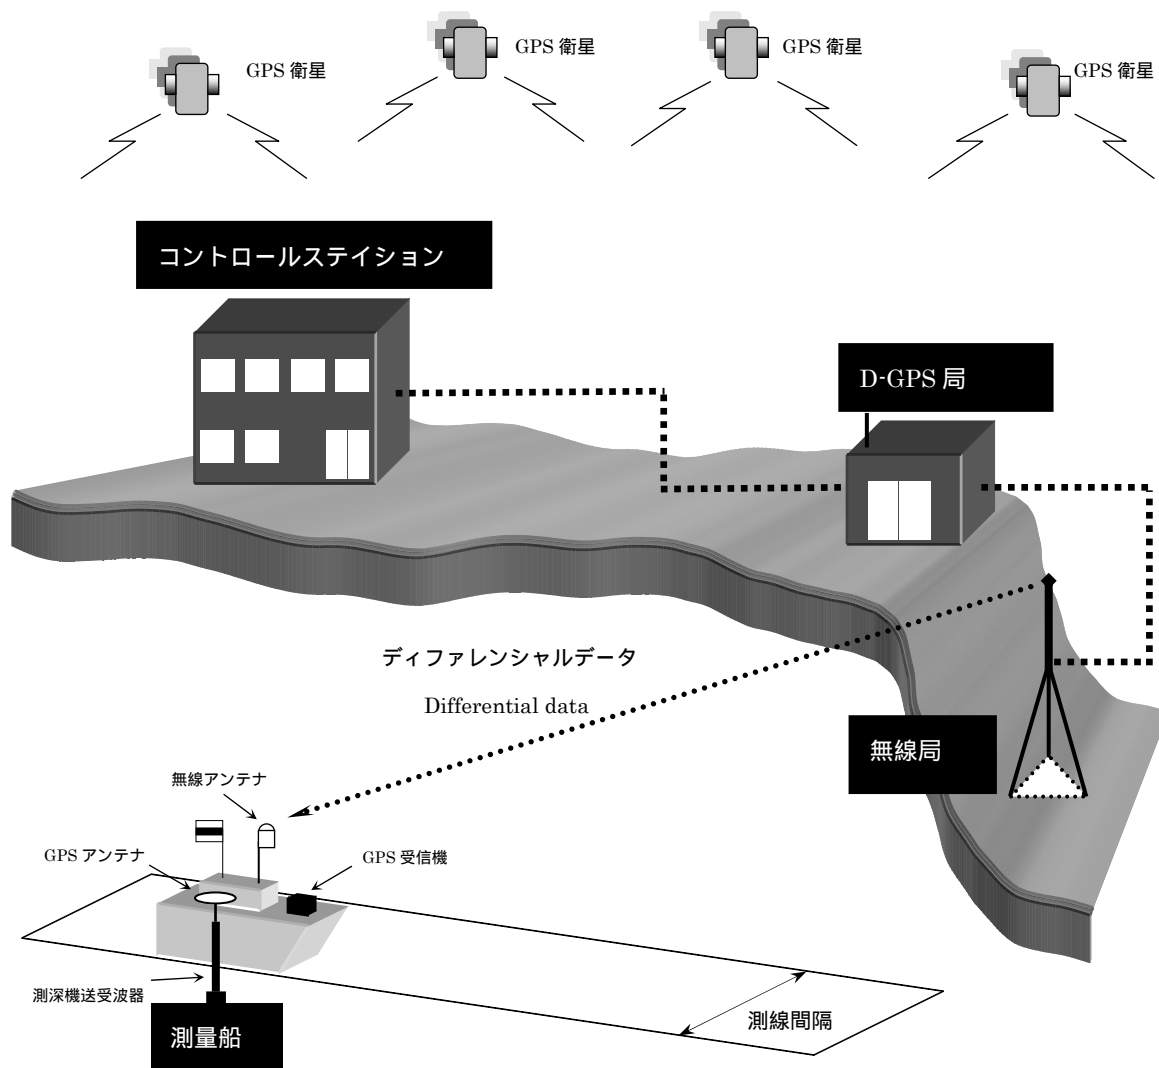 GPS 衛星
GPS 衛星
GPS 衛星
GPS 衛星
コントロールステイション
D-GPS 局
ディファレンシャルデータ
Differential data
無線局
無線アンテナ
GPS アンテナ
GPS 受信機
測深機送受波器
測線間隔
測量船